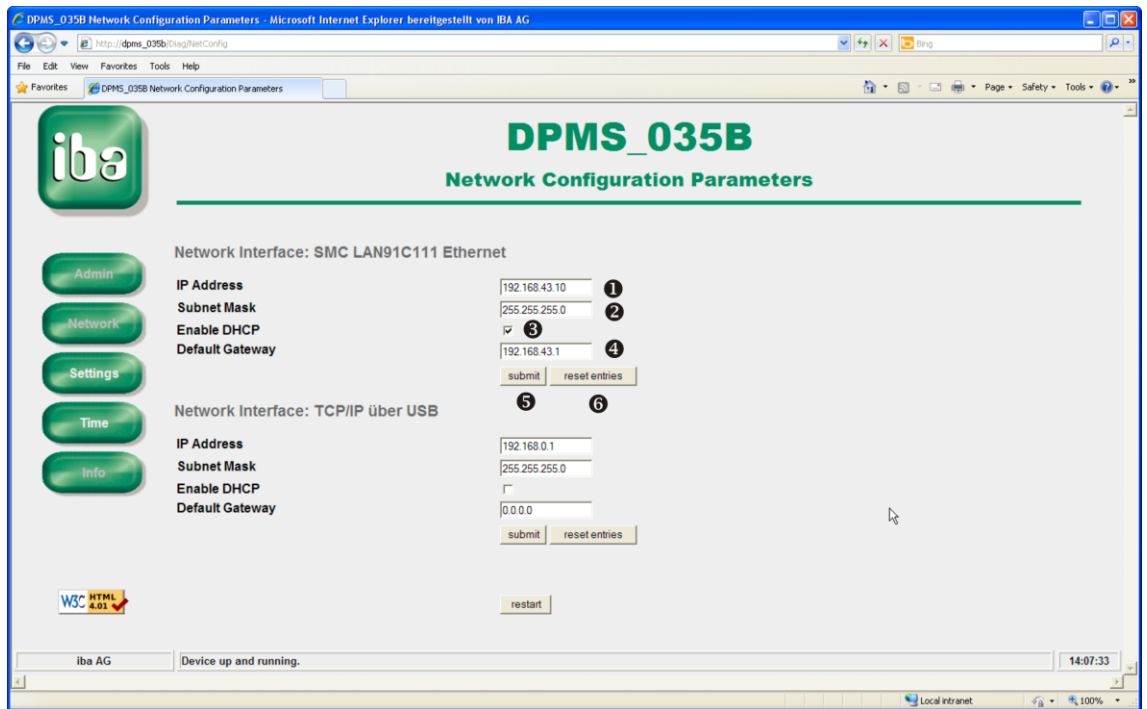 DPMS_035B Network Configuration Parameters - Microsoft Internet Explorer bereitgestellt von IBA AG
http://dpms_035b/Diag/NetConfig
Bing
File Edit View Favorites Tools Help
Favorites DPMS_035B Network Configuration Parameters Page Safety Tools
iba
DPMS_035B
Network Configuration Parameters
Admin
Network
Settings
Time
Info
Network Interface: SMC LAN91C111 Ethernet
IP Address 192.168.43.10 ❶
Subnet Mask 255.255.255.0 ❷
Enable DHCP ❸
Default Gateway 192.168.43.1 ❹
submit reset entries
❺ ❻
Network Interface: TCP/IP über USB
IP Address 192.168.0.1
Subnet Mask 255.255.255.0
Enable DHCP
Default Gateway 0.0.0.0
submit reset entries
W3C HTML 4.01
restart
iba AG Device up and running. 14:07:33
Local intranet 100%